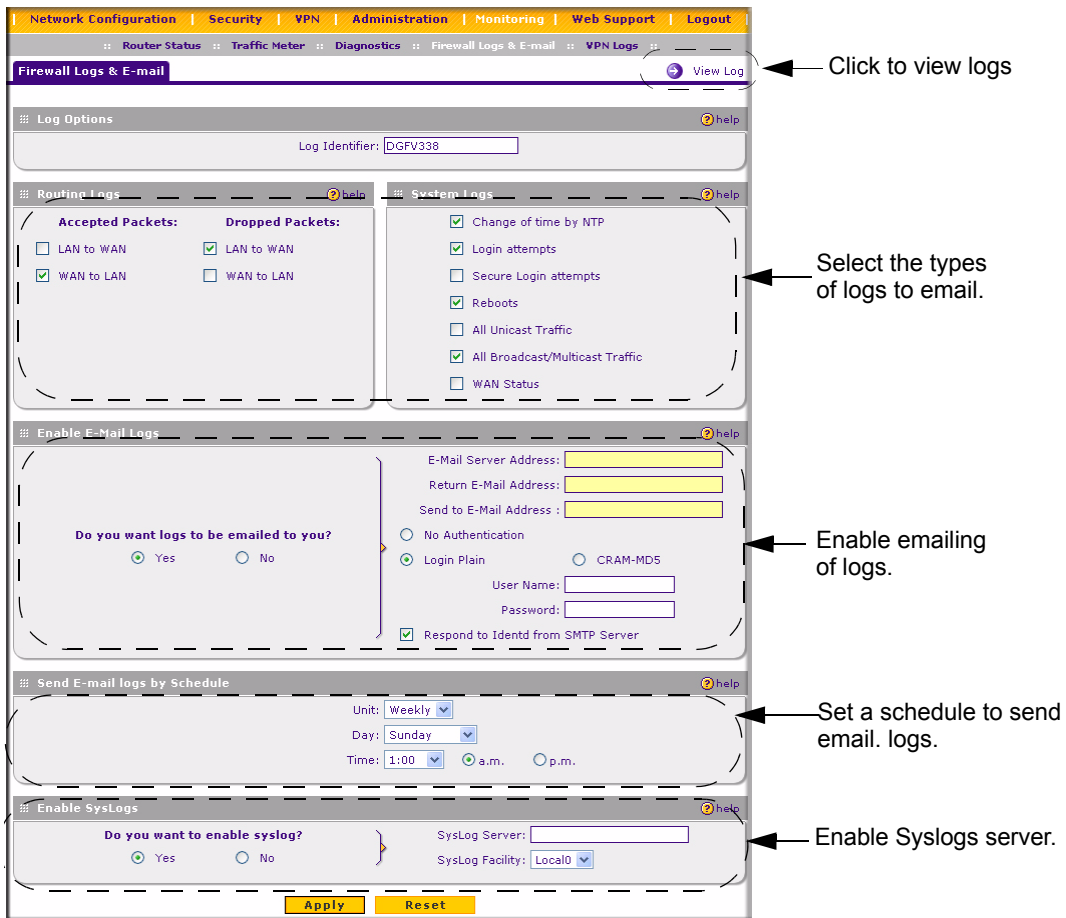 Network Configuration | Security | VPN | Administration | Monitoring | Web Support | Logout
:: Router Status :: Traffic Meter :: Diagnostics :: Firewall Logs & E-mail :: VPN Logs ::
Firewall Logs & E-mail
View Log
Click to view logs
Log Options
help
Log Identifier: DGFV338
Routing Logs
help
System Logs
help
Accepted Packets: Dropped Packets:
LAN to WAN LAN to WAN
WAN to LAN WAN to LAN
Change of time by NTP
Login attempts
Secure Login attempts
Reboots
All Unicast Traffic
All Broadcast/Multicast Traffic
WAN Status
Select the types
of logs to email.
Enable E-Mail Logs
help
Do you want logs to be emailed to you?
Yes No
E-Mail Server Address:
Return E-Mail Address:
Send to E-Mail Address :
No Authentication
Login Plain CRAM-MD5
User Name:
Password:
Respond to Identd from SMTP Server
Enable emailing
of logs.
Send E-mail logs by Schedule
help
Unit: Weekly
Day: Sunday
Time: 1:00 a.m. p.m.
Set a schedule to send
email. logs.
Enable SysLogs
help
Do you want to enable syslog?
Yes No
SysLog Server:
SysLog Facility: Local0
Enable Syslogs server.
Apply Reset